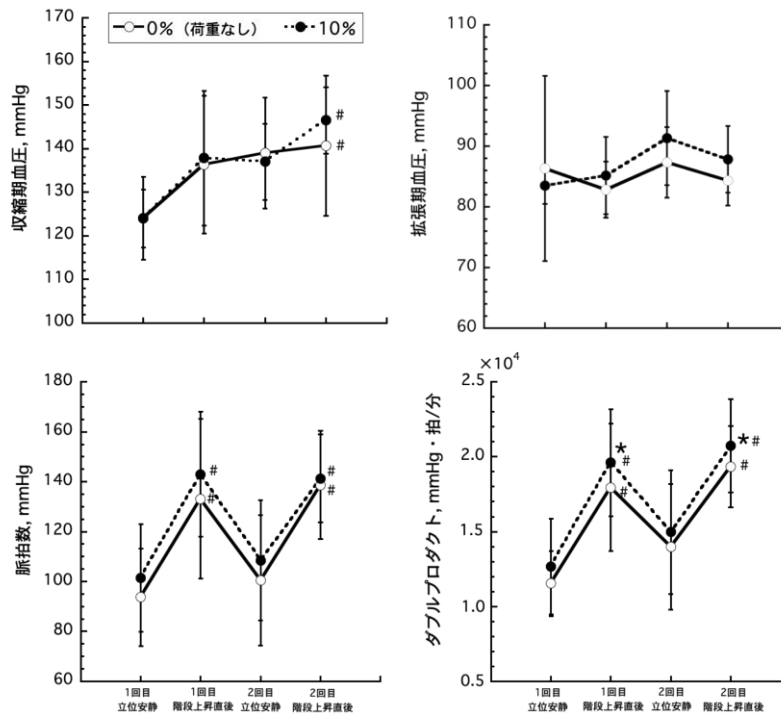 170
160
150
140
130
120
110
100
収縮期血圧, mmHg
0%（荷重なし）
10%
#
#
110
100
90
80
70
60
拡張期血圧, mmHg
180
160
140
120
100
80
60
脈拍数, mmHg
#
#
#
#
1回目
立位安静
1回目
階段上昇直後
2回目
立位安静
2回目
階段上昇直後
×10⁴
2.5
2.0
1.5
1.0
0.5
ダブルプロダクト, mmHg・拍/分
*
#
#
*#
#
1回目
立位安静
1回目
階段上昇直後
2回目
立位安静
2回目
階段上昇直後